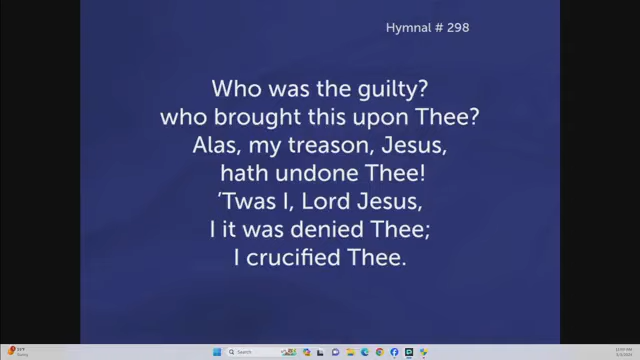 Hymnal # 298
Who was the guilty?
who brought this upon Thee?
Alas, my treason, Jesus,
hath undone Thee!
'Twas I, Lord Jesus,
I it was denied Thee;
I crucified Thee.
Search